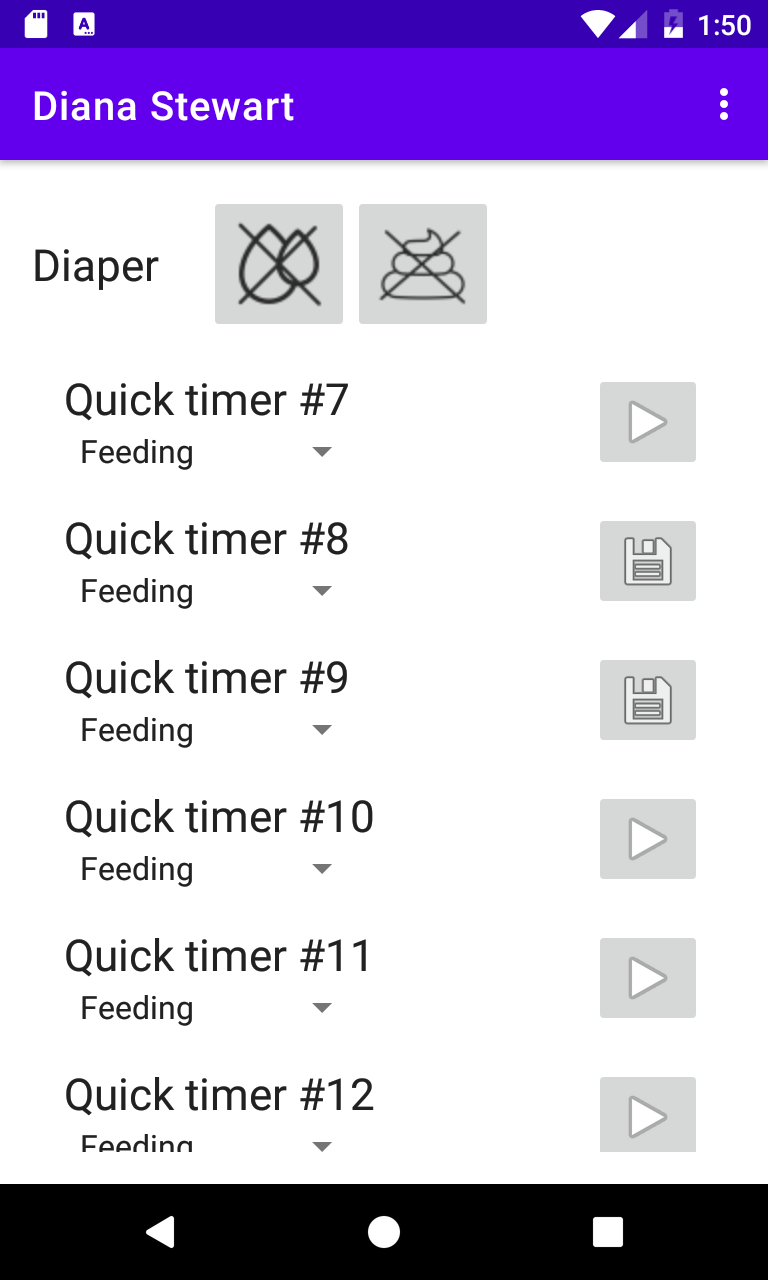 1:50
Diana Stewart
Diaper
Quick timer #7
Feeding
Quick timer #8
Feeding
Quick timer #9
Feeding
Quick timer #10
Feeding
Quick timer #11
Feeding
Quick timer #12
Feeding